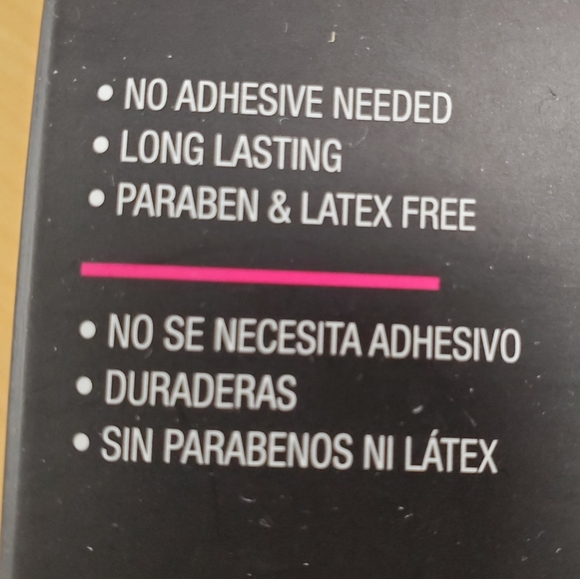 • NO ADHESIVE NEEDED
• LONG LASTING
• PARABEN & LATEX FREE
• NO SE NECESITA ADHESIVO
• DURADERAS
• SIN PARABENOS NI LÁTEX